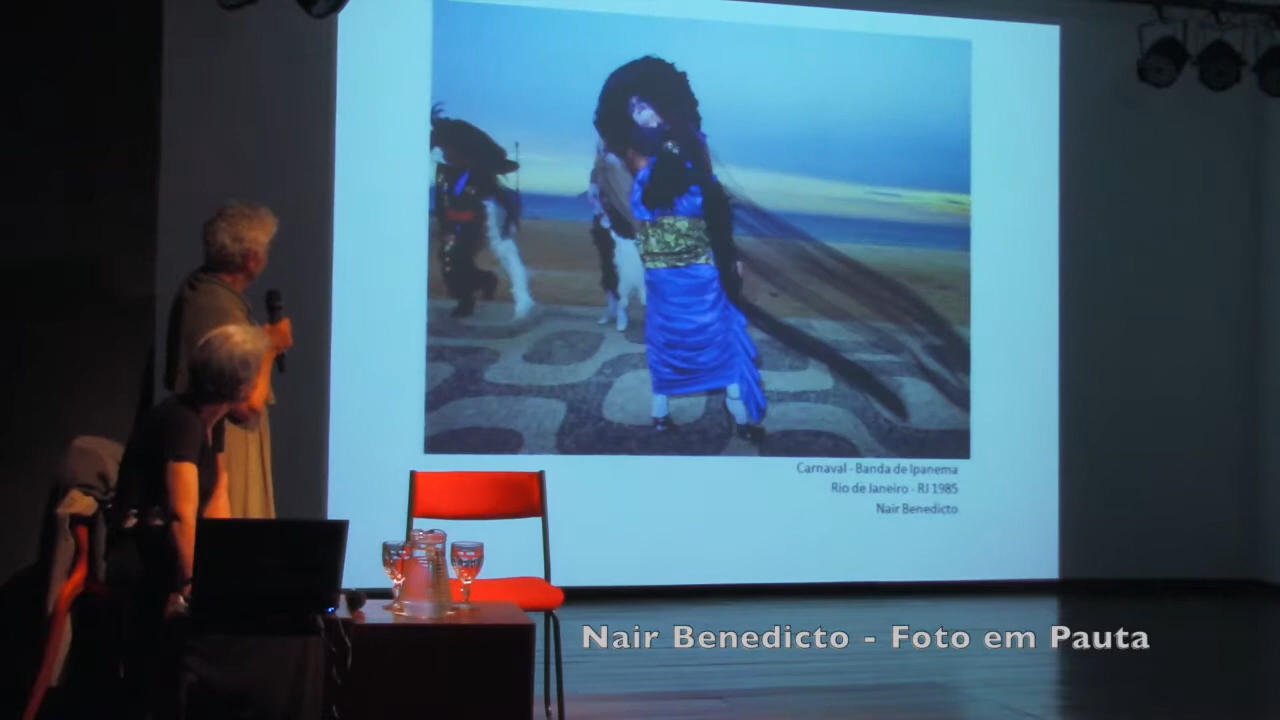 Carnaval - Banda de Ipanema
Rio de Janeiro - RJ 1985
Nair Benedicto
Nair Benedicto - Foto em Pauta